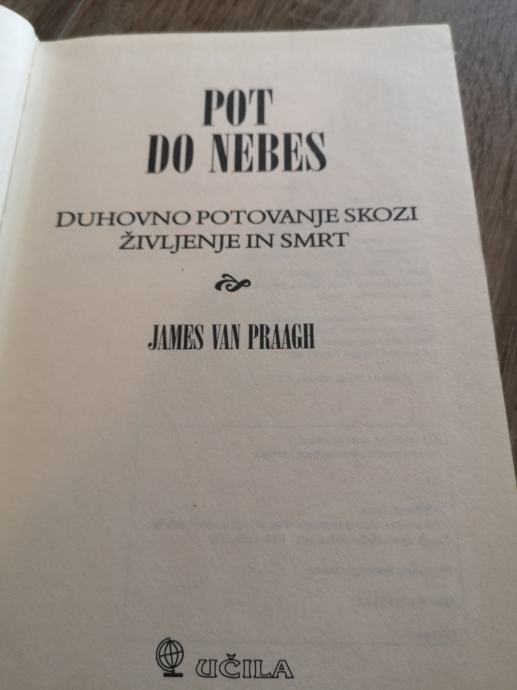 POT
DO NEBES
DUHOVNO POTOVANJE SKOZI
ŽIVLJENJE IN SMRT
JAMES VAN PRAAGH
UČILA